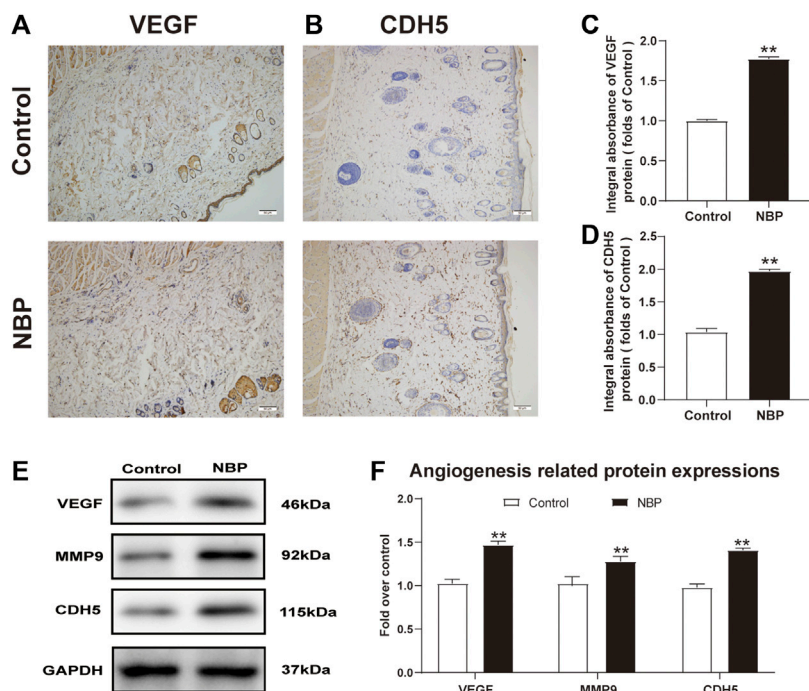 A VEGF B CDH5
Control
NBP
C
Integral absorbance of VEGF
protein ( folds of Control )
2.0
1.5
1.0
0.5
0.0
**
Control NBP
D
Integral absorbance of CDH5
protein ( folds of Control )
2.5
2.0
1.5
1.0
0.5
0.0
**
Control NBP
E
Control NBP
VEGF 46kDa
MMP9 92kDa
CDH5 115kDa
GAPDH 37kDa
F Angiogenesis related protein expressions
Fold over control
2.0
1.5
1.0
0.5
0.0
Control NBP
** ** **
VEGF MMP9 CDH5